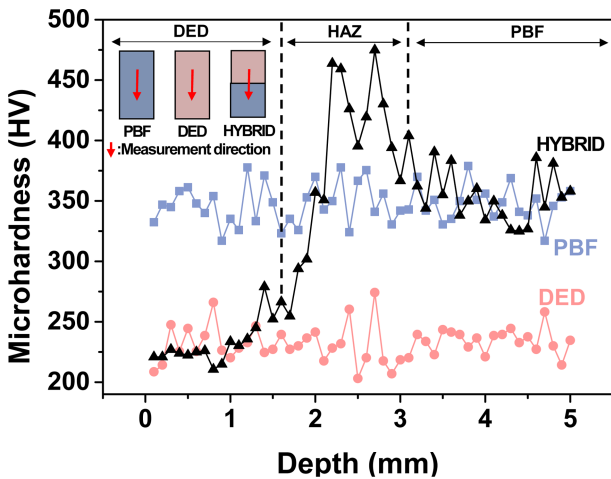 DED
HAZ
PBF
PBF
DED
HYBRID
:Measurement direction
HYBRID
PBF
DED
500
450
400
350
300
250
200
Microhardness (HV)
0
1
2
3
4
5
Depth (mm)